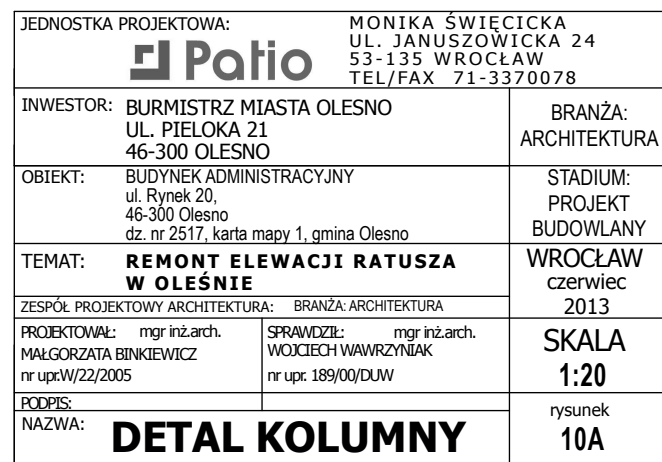 JEDNOSTKA PROJEKTOWA:
Patio
MONIKA ŚWIĘCICKA
UL. JANUSZOWICKA 24
53-135 WROCŁAW
TEL/FAX 71-3370078
INWESTOR: BURMISTRZ MIASTA OLESNO
UL. PIELOKA 21
46-300 OLESNO
BRANŻA:
ARCHITEKTURA
OBIEKT: BUDYNEK ADMINISTRACYJNY
ul. Rynek 20,
46-300 Olesno
dz. nr 2517, karta mapy 1, gmina Olesno
STADIUM:
PROJEKT
BUDOWLANY
TEMAT: REMONT ELEWACJI RATUSZA
W OLEŚNIE
WROCŁAW
czerwiec
2013
ZESPÓŁ PROJEKTOWY ARCHITEKTURA: BRANŻA: ARCHITEKTURA
PROJEKTOWAŁ: mgr inż.arch.
MAŁGORZATA BINKIEWICZ
nr upr.W/22/2005
SPRAWDZIŁ: mgr inż.arch.
WOJCIECH WAWRZYNIAK
nr upr. 189/00/DUW
SKALA
1:20
PODPIS:
NAZWA: DETAL KOLUMNY
rysunek
10A